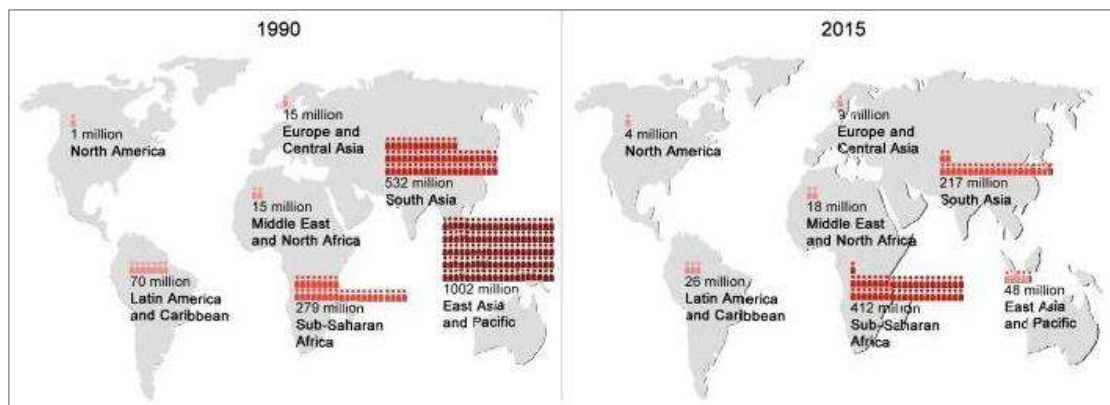 1990
1 million
North America
15 million
Europe and
Central Asia
532 million
South Asia
15 million
Middle East
and North Africa
70 million
Latin America
and Caribbean
279 million
Sub-Saharan
Africa
1002 million
East Asia
and Pacific
2015
4 million
North America
9 million
Europe and
Central Asia
217 million
South Asia
18 million
Middle East
and North Africa
26 million
Latin America
and Caribbean
412 million
Sub-Saharan
Africa
48 million
East Asia
and Pacific